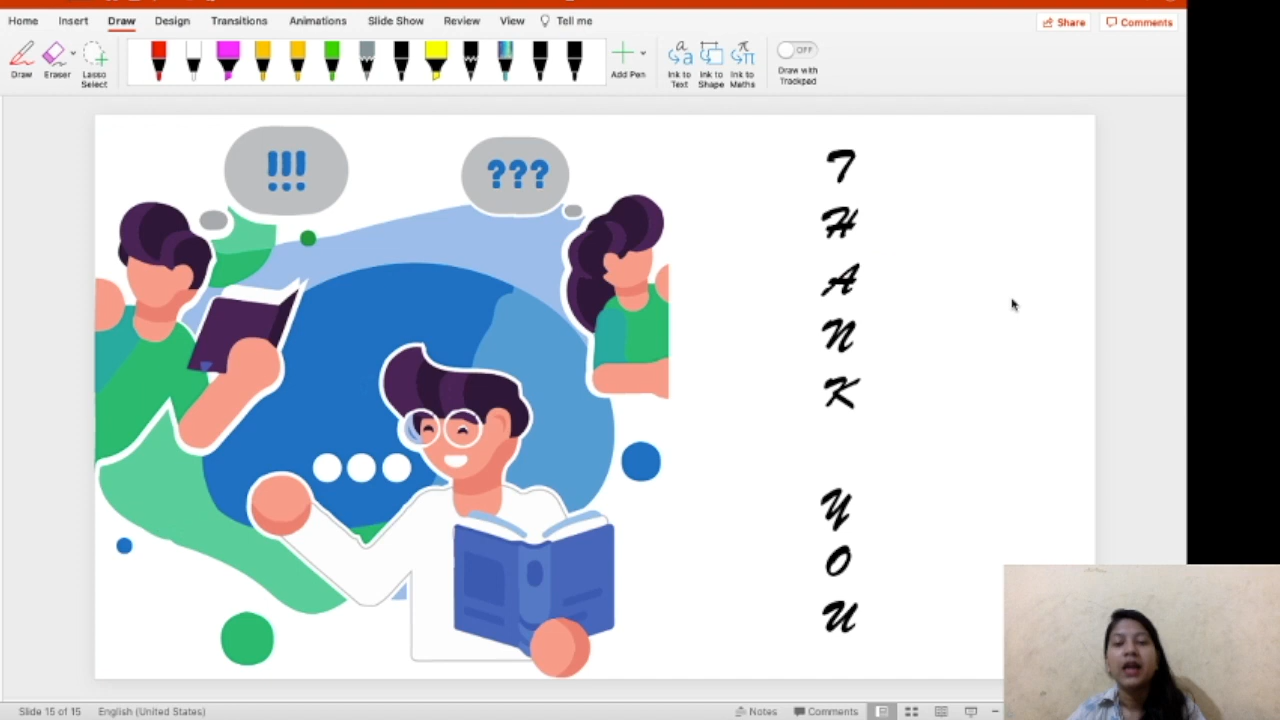 Home Insert Draw Design Transitions Animations Slide Show Review View Tell me Share Comments
Draw Eraser Lasso Select Add Pen Ink to Text Ink to Shape Ink to Maths OFF Draw with Trackpad
!!! ???
T
H
A
N
K
Y
O
U
Slide 15 of 15 English (United States) Notes Comments